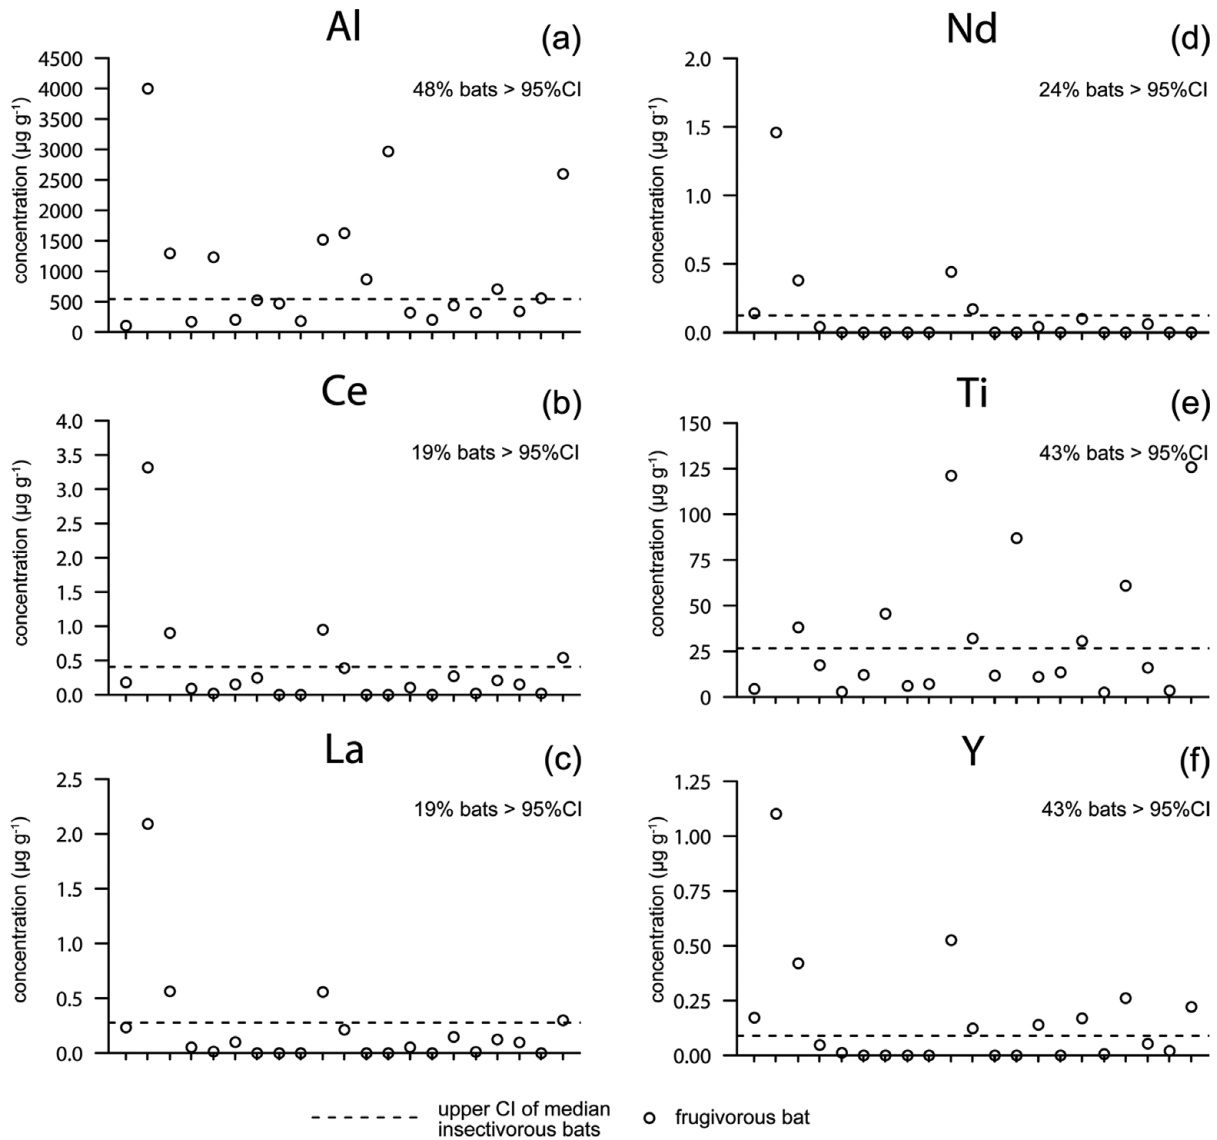 Al
(a)
48% bats > 95%CI
concentration (µg g⁻¹)
4500
4000
3500
3000
2500
2000
1500
1000
500
0
Nd
(d)
24% bats > 95%CI
concentration (µg g⁻¹)
2.0
1.5
1.0
0.5
0.0
Ce
(b)
19% bats > 95%CI
concentration (µg g⁻¹)
4.0
3.5
3.0
2.5
2.0
1.5
1.0
0.5
0.0
Ti
(e)
43% bats > 95%CI
concentration (µg g⁻¹)
150
125
100
75
50
25
0
La
(c)
19% bats > 95%CI
concentration (µg g⁻¹)
2.5
2.0
1.5
1.0
0.5
0.0
Y
(f)
43% bats > 95%CI
concentration (µg g⁻¹)
1.25
1.00
0.75
0.50
0.25
0.00
upper CI of median
insectivorous bats
frugivorous bat